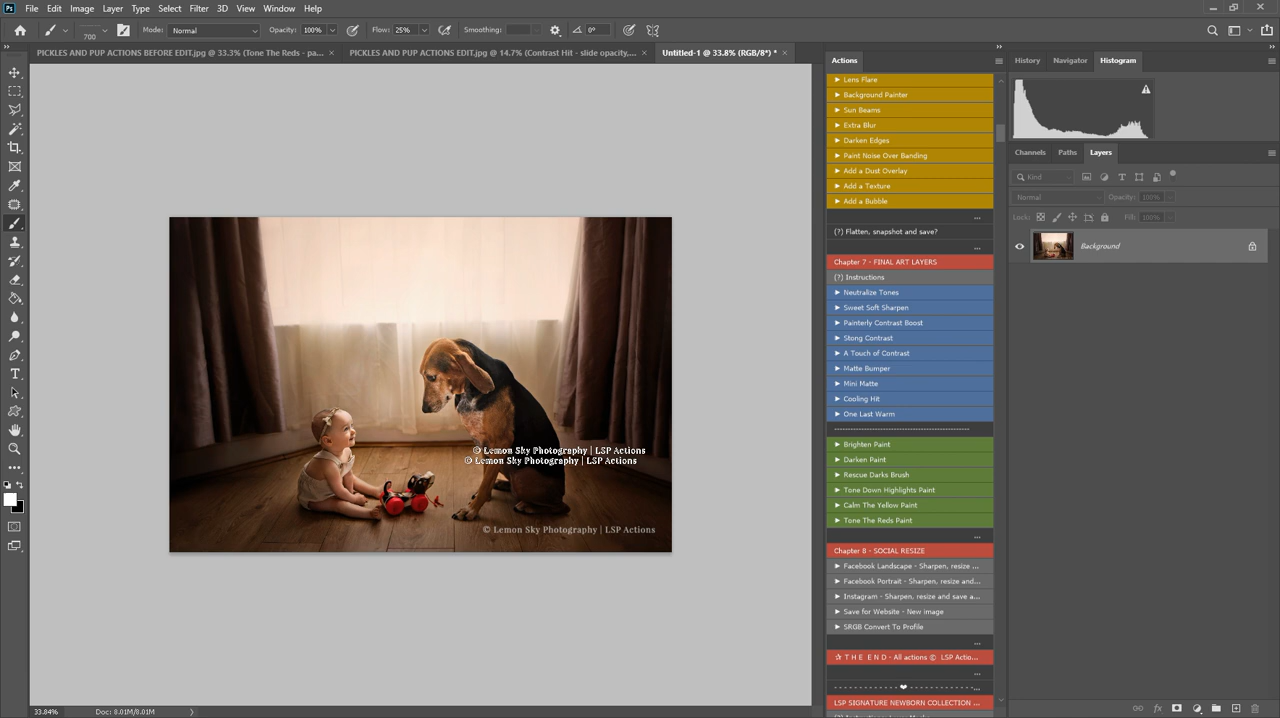 Ps File Edit Image Layer Type Select Filter 3D View Window Help
700 Mode: Normal Opacity: 100% Flow: 25% Smoothing: 0°
PICKLES AND PUP ACTIONS BEFORE EDIT.jpg @ 33.3% (Tone The Reds - pa... × PICKLES AND PUP ACTIONS EDIT.jpg @ 14.7% (Contrast Hit - slide opacity,... × Untitled-1 @ 33.8% (RGB/8*) * ×
Actions
Lens Flare
Background Painter
Sun Beams
Extra Blur
Darken Edges
Paint Noise Over Banding
Add a Dust Overlay
Add a Texture
Add a Bubble
...
(?) Flatten, snapshot and save?
...
Chapter 7 - FINAL ART LAYERS
(?) Instructions
Neutralize Tones
Sweet Soft Sharpen
Painterly Contrast Boost
Stong Contrast
A Touch of Contrast
Matte Bumper
Mini Matte
Cooling Hit
One Last Warm
Brighten Paint
Darken Paint
Rescue Darks Brush
Tone Down Highlights Paint
Calm The Yellow Paint
Tone The Reds Paint
...
Chapter 8 - SOCIAL RESIZE
Facebook Landscape - Sharpen, resize ...
Facebook Portrait - Sharpen, resize and...
Instagram - Sharpen, resize and save a...
Save for Website - New image
SRGB Convert To Profile
...
✰ T H E E N D - All actions © LSP Actio...
...
- - - - - - - - - - ❤ - - - - - - - - - - -...
LSP SIGNATURE NEWBORN COLLECTION ...
History Navigator Histogram
Channels Paths Layers
Kind
Normal Opacity: 100%
Lock: Fill: 100%
Background
© Lemon Sky Photography | LSP Actions
© Lemon Sky Photography | LSP Actions
© Lemon Sky Photography | LSP Actions
33.84% Doc: 8.01M/8.01M